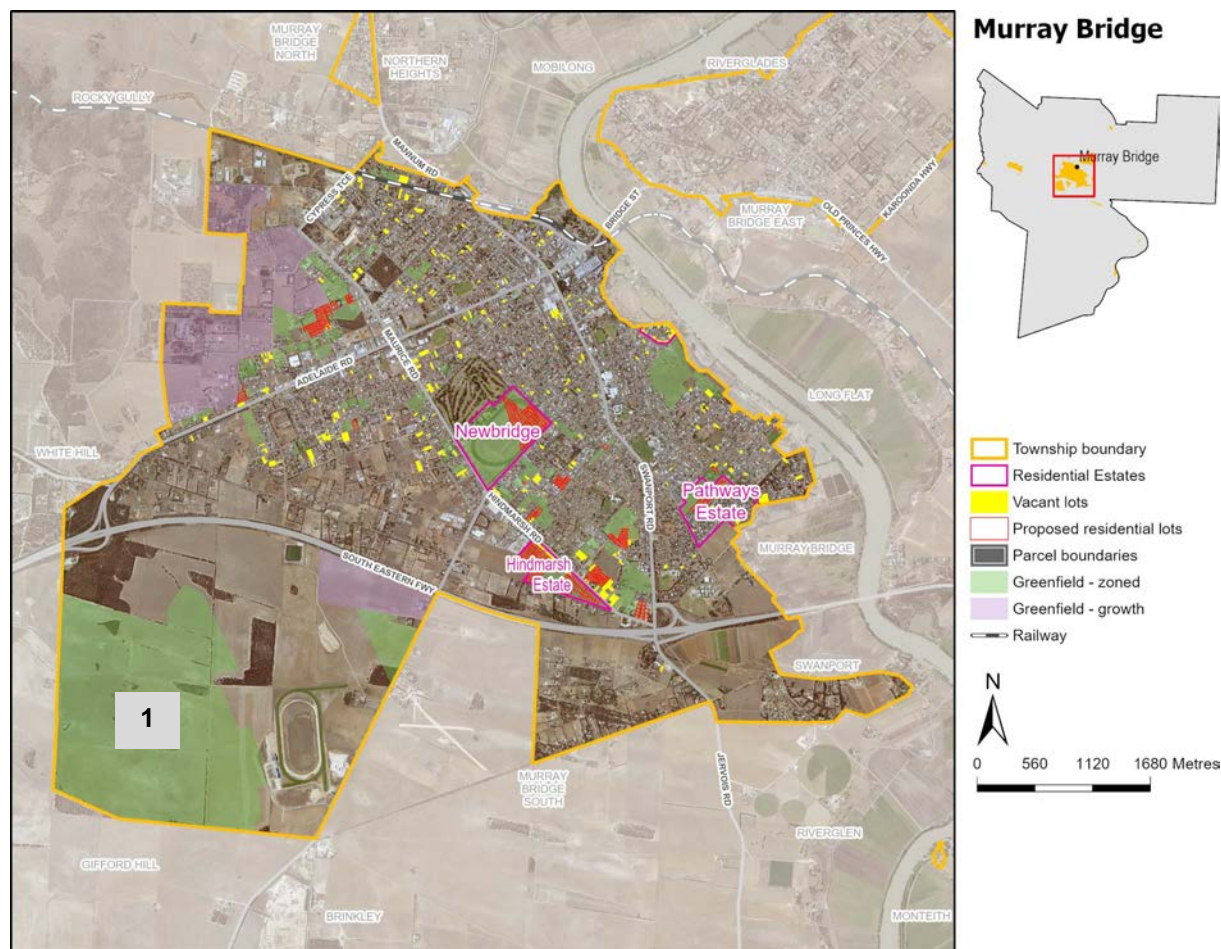 Murray Bridge
MURRAY
BRIDGE
NORTH
NORTHERN
HEIGHTS
MOBILONG
RIVERGLADES
ROCKY GULLY
MANNUM RD
CYPRESS TCE
BRIDGE ST
KAROONDA HWY
OLD PRINCES HWY
MURRAY
BRIDGE EAST
MAURICE RD
ADELAIDE RD
LONG FLAT
WHITE HILL
Newbridge
SWANPORT RD
Pathways
Estate
HINDMARSH RD
Hindmarsh
Estate
MURRAY BRIDGE
SOUTH EASTERN FWY
SWANPORT
1
MURRAY
BRIDGE
SOUTH
JERVOIS RD
RIVERGLEN
GIFFORD HILL
BRINKLEY
MONTEITH
Murray Bridge
Township boundary
Residential Estates
Vacant lots
Proposed residential lots
Parcel boundaries
Greenfield - zoned
Greenfield - growth
Railway
N
0 560 1120 1680 Metres